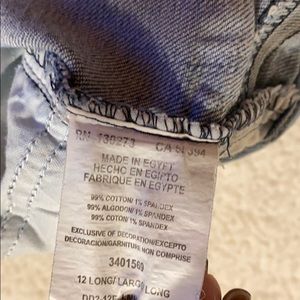 RN 139273 CA
MADE IN EGYPT
HECHO EN EGIPTO
FABRIQUE EN EGYPTE
99% COTTON/ 1% SPANDEX
99% ALGODON/ 1% SPANDEX
99% COTON/ 1% SPANDEX
EXCLUSIVE OF DECORATION/EXCEPTO
DECORACION/GARNITURE NON COMPRISE
12 LONG/ LARGO/ LONG